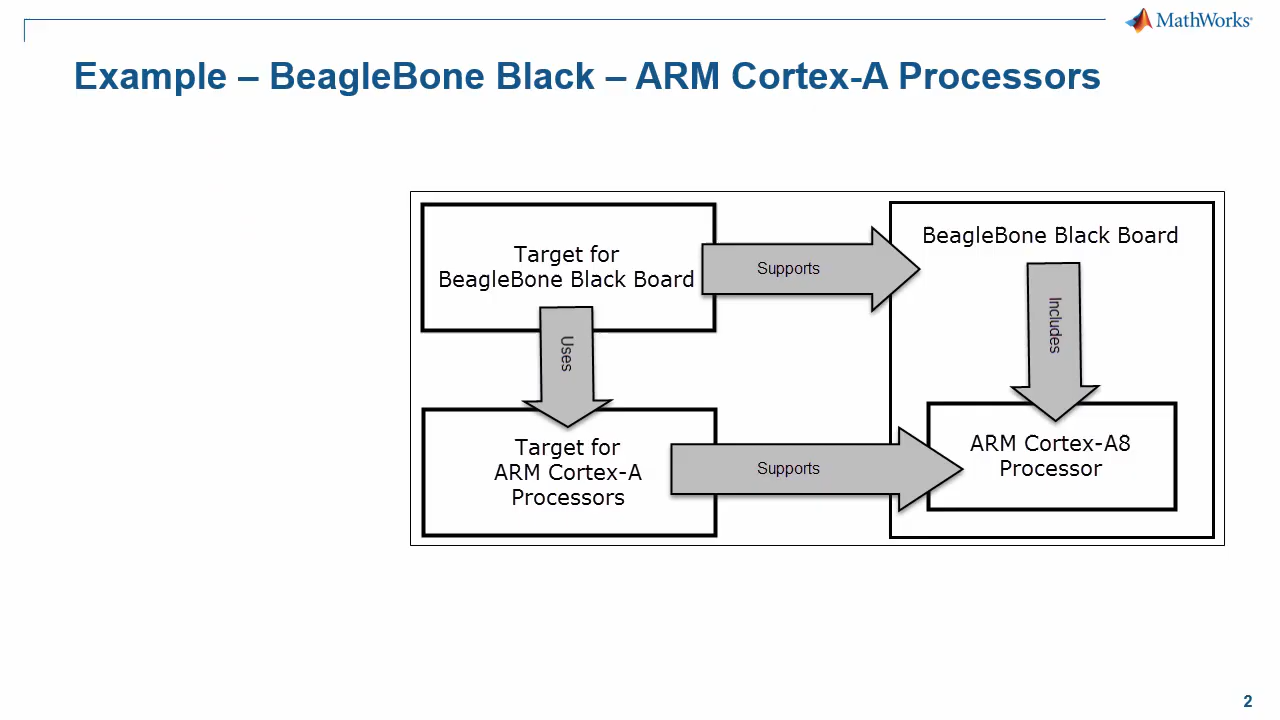 MathWorks®
Example – BeagleBone Black – ARM Cortex-A Processors
Target for
BeagleBone Black Board
Supports
BeagleBone Black Board
Uses
Includes
Target for
ARM Cortex-A
Processors
Supports
ARM Cortex-A8
Processor
2